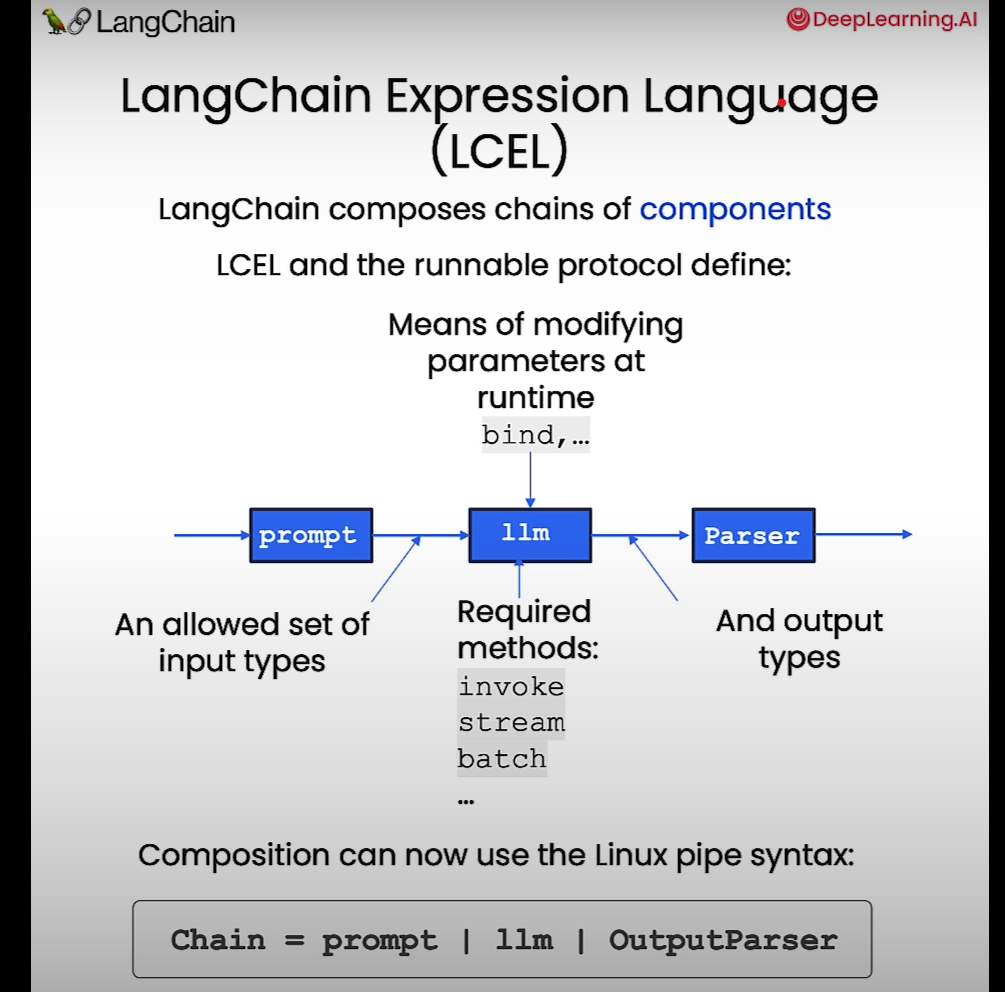 LangChain
DeepLearning.AI
LangChain Expression Language
(LCEL)
LangChain composes chains of components
LCEL and the runnable protocol define:
Means of modifying
parameters at
runtime
bind,…
prompt
llm
Parser
An allowed set of
input types
Required
methods:
invoke
stream
batch
…
And output
types
Composition can now use the Linux pipe syntax:
Chain = prompt | llm | OutputParser